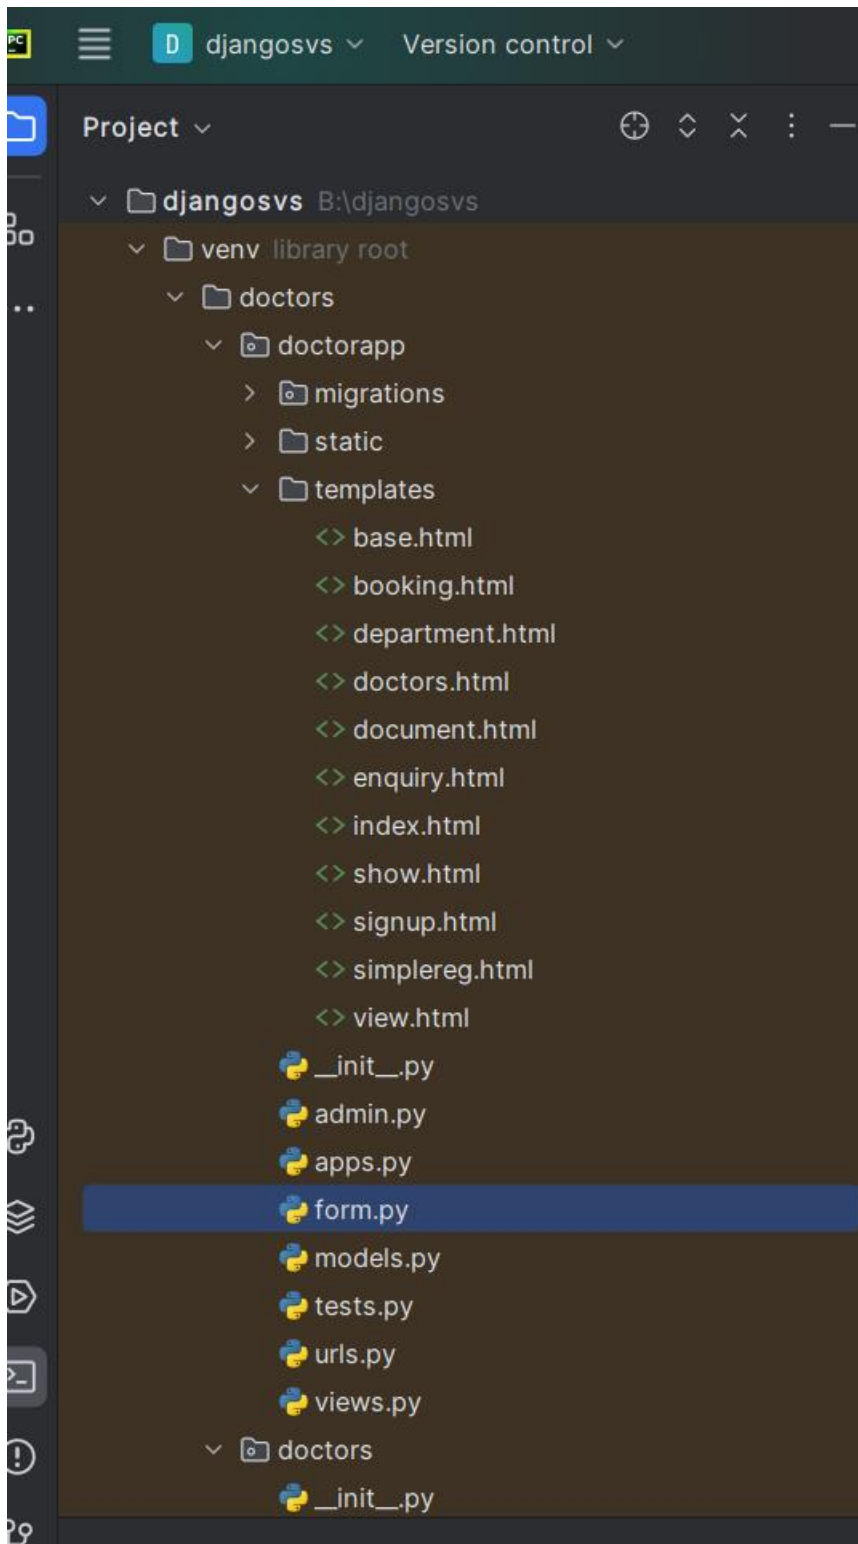 PC D djangosvs Version control
Project
djangosvs B:\djangosvs
venv library root
doctors
doctorapp
migrations
static
templates
<> base.html
<> booking.html
<> department.html
<> doctors.html
<> document.html
<> enquiry.html
<> index.html
<> show.html
<> signup.html
<> simplereg.html
<> view.html
__init__.py
admin.py
apps.py
form.py
models.py
tests.py
urls.py
views.py
doctors
__init__.py